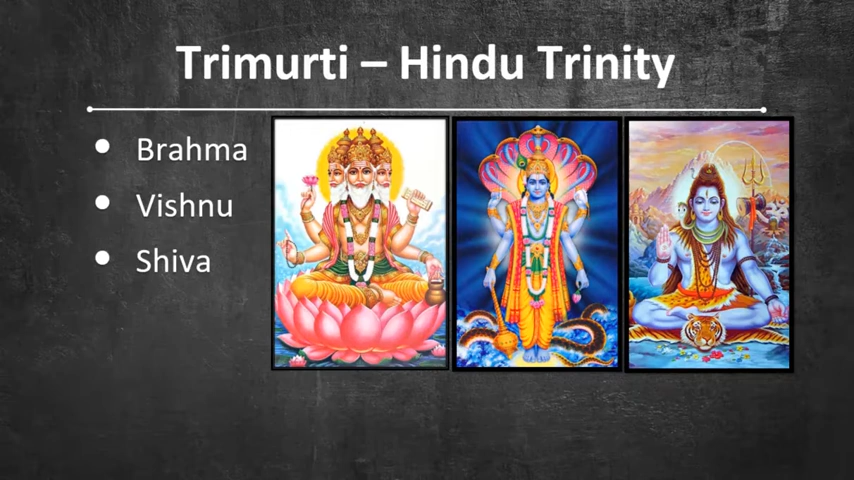 Trimurti – Hindu Trinity
• Brahma
• Vishnu
• Shiva